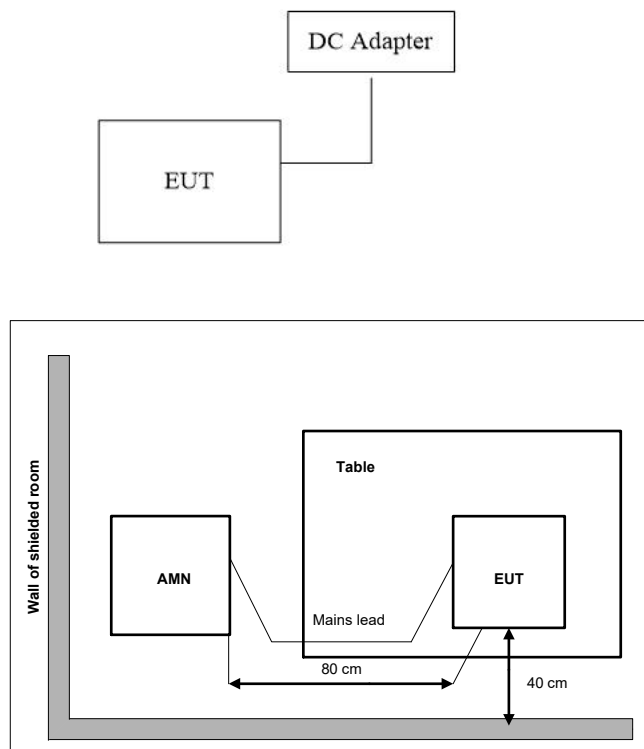 DC Adapter
EUT
Wall of shielded room
Table
AMN
EUT
Mains lead
80 cm
40 cm